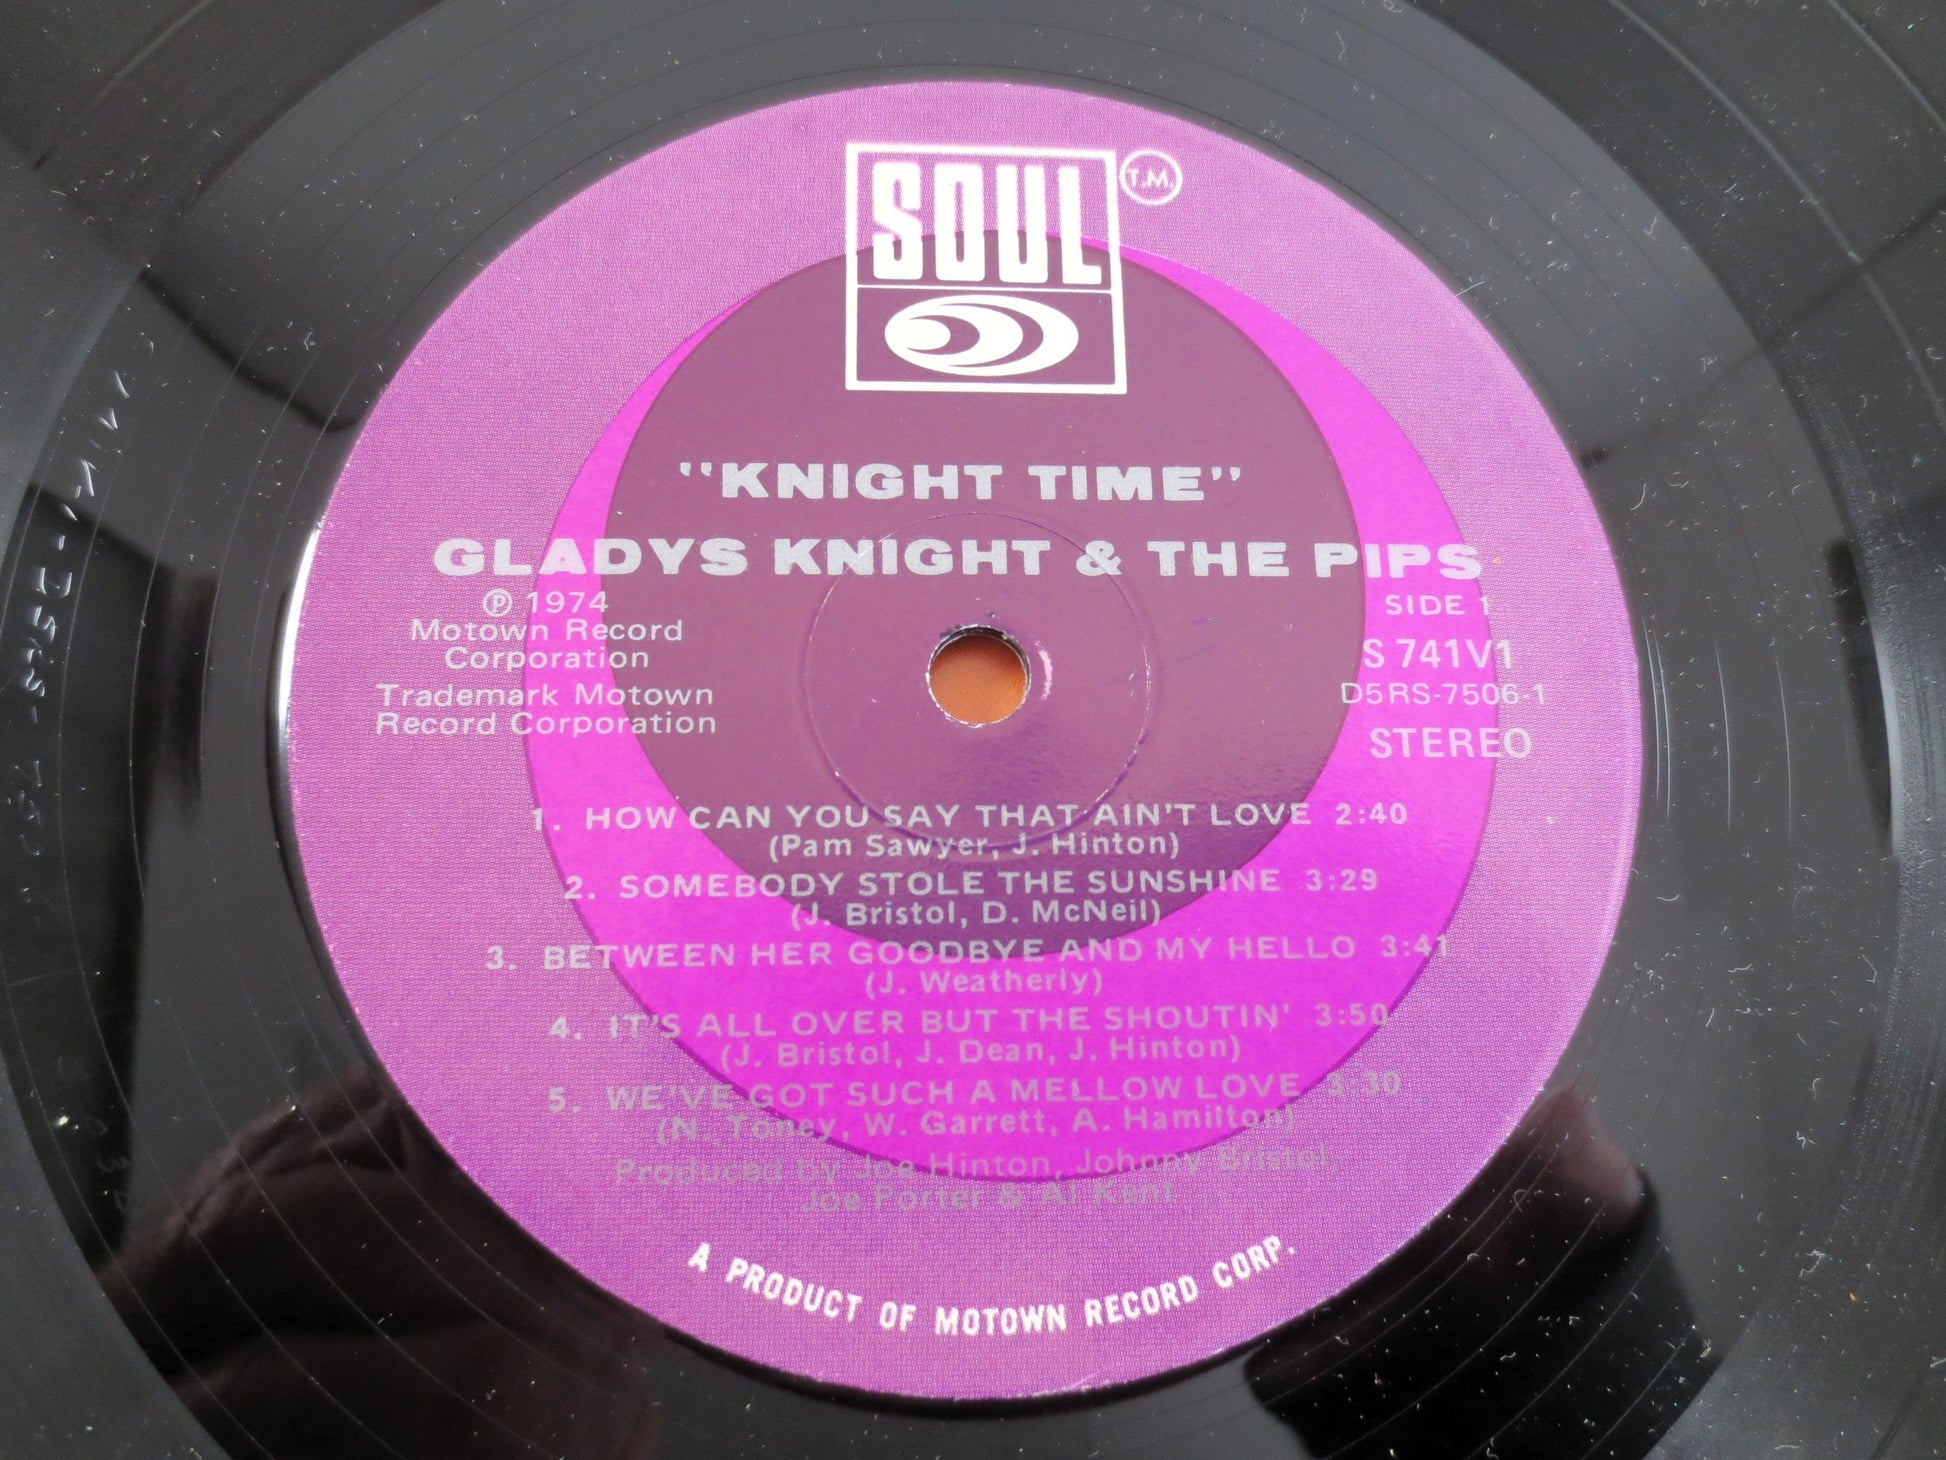 SOUL
T.M.
"KNIGHT TIME"
GLADYS KNIGHT & THE PIPS
℗ 1974
Motown Record
Corporation
Trademark Motown
Record Corporation
SIDE 1
S 741V1
D5RS-7506-1
STEREO
1. HOW CAN YOU SAY THAT AIN'T LOVE 2:40
(Pam Sawyer, J. Hinton)
2. SOMEBODY STOLE THE SUNSHINE 3:29
(J. Bristol, D. McNeil)
3. BETWEEN HER GOODBYE AND MY HELLO 3:41
(J. Weatherly)
4. IT'S ALL OVER BUT THE SHOUTIN' 3:50
(J. Bristol, J. Dean, J. Hinton)
5. WE'VE GOT SUCH A MELLOW LOVE 3:30
(N. Toney, W. Garrett, A. Hamilton)
Produced by Joe Hinton, Johnny Bristol,
Joe Porter & Al Kent
A PRODUCT OF MOTOWN RECORD CORP.